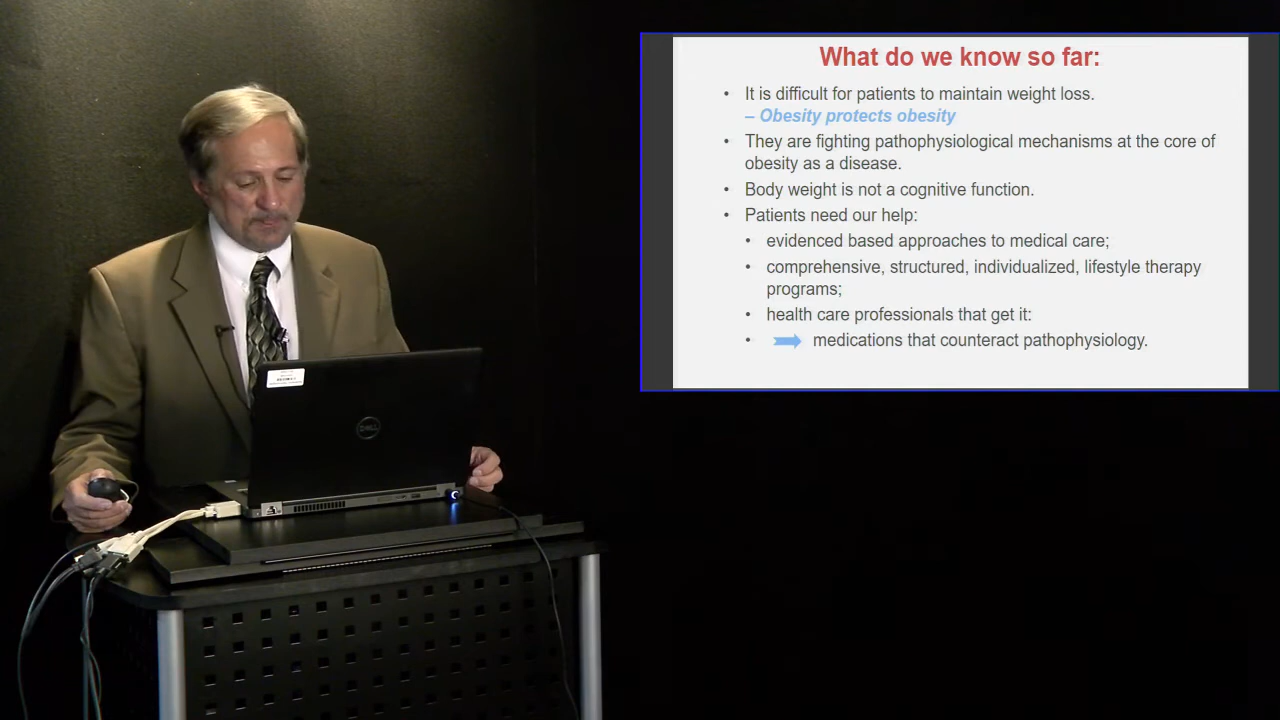 What do we know so far:
• It is difficult for patients to maintain weight loss.
– Obesity protects obesity
• They are fighting pathophysiological mechanisms at the core of
obesity as a disease.
• Body weight is not a cognitive function.
• Patients need our help:
• evidenced based approaches to medical care;
• comprehensive, structured, individualized, lifestyle therapy
programs;
• health care professionals that get it:
• medications that counteract pathophysiology.
DELL